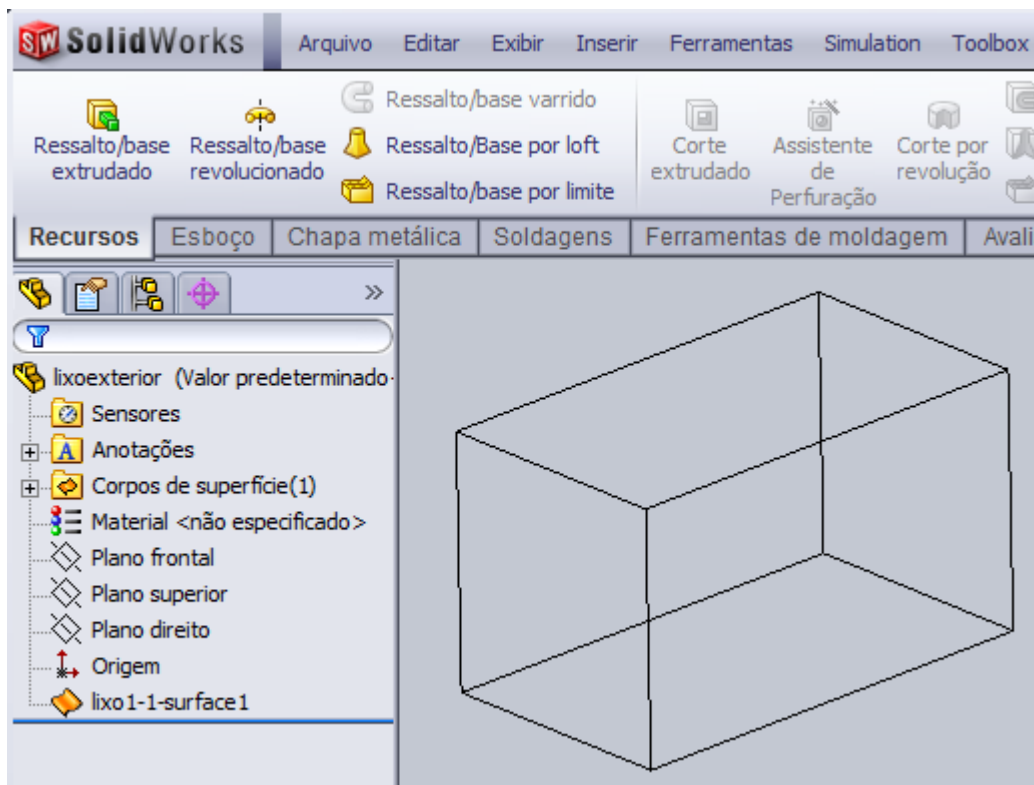 SolidWorks Arquivo Editar Exibir Inserir Ferramentas Simulation Toolbox
Ressalto/base extrudado
Ressalto/base revolucionado
Ressalto/base varrido
Ressalto/Base por loft
Ressalto/base por limite
Corte extrudado
Assistente de Perfuração
Corte por revolução
Recursos Esboço Chapa metálica Soldagens Ferramentas de moldagem Avali
lixoexterior (Valor predeterminado-
Sensores
Anotações
Corpos de superfície(1)
Material <não especificado>
Plano frontal
Plano superior
Plano direito
Origem
lixo1-1-surface1